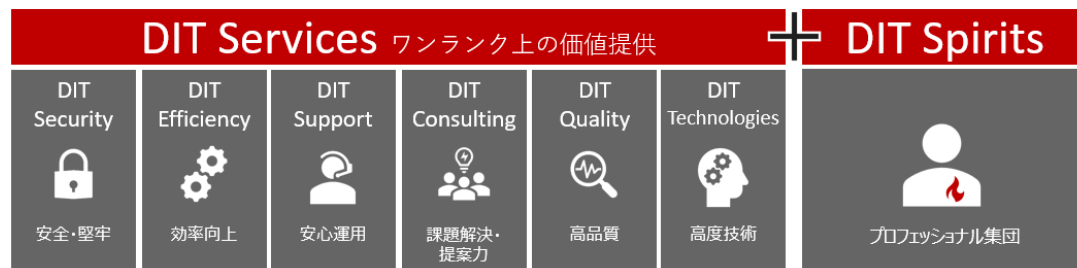 DIT Services ワンランク上の価値提供
DIT Spirits
DIT
Security
安全・堅牢
DIT
Efficiency
効率向上
DIT
Support
安心運用
DIT
Consulting
課題解決・
提案力
DIT
Quality
高品質
DIT
Technologies
高度技術
プロフェッショナル集団